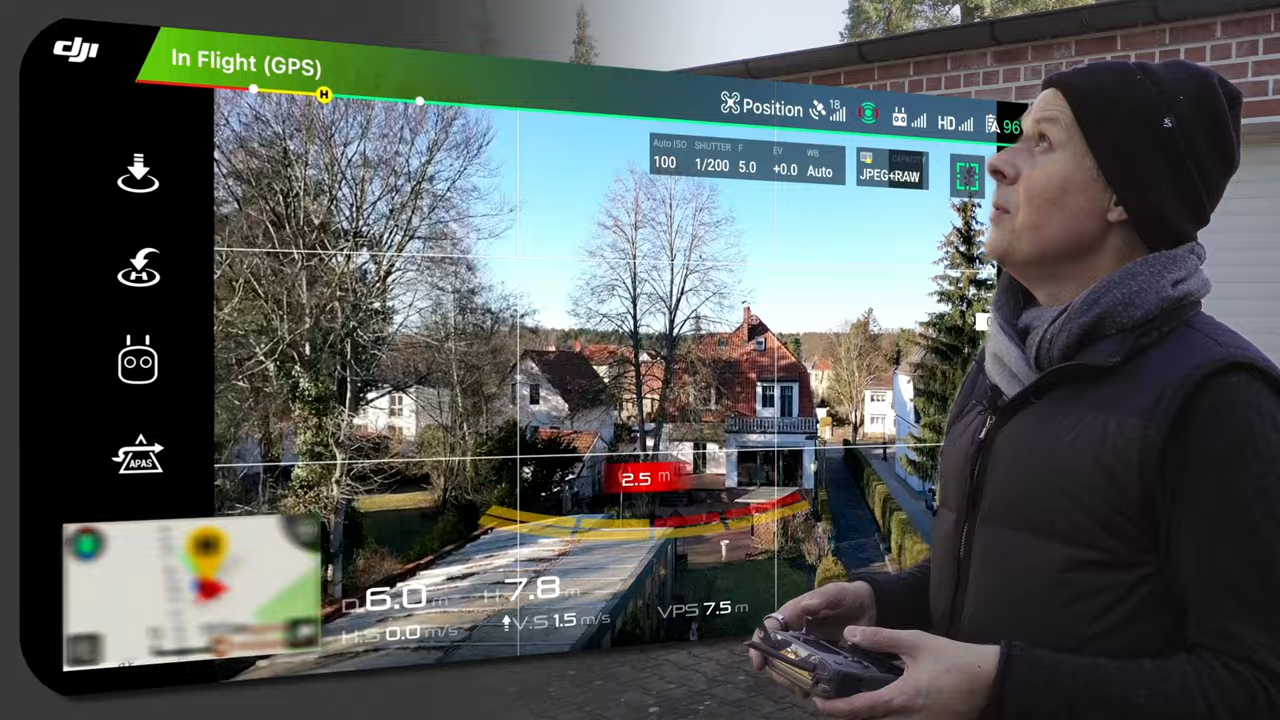 dji
In Flight (GPS)
H
Position
18
HD
96
Auto ISO
100
SHUTTER
1/200
F
5.0
EV
+0.0
WB
Auto
CAPACITY
JPEG+RAW
H
APAS
2.5 m
D 6.0 m
H 7.8 m
H.S 0.0 m/s
V.S 1.5 m/s
VPS 7.5 m